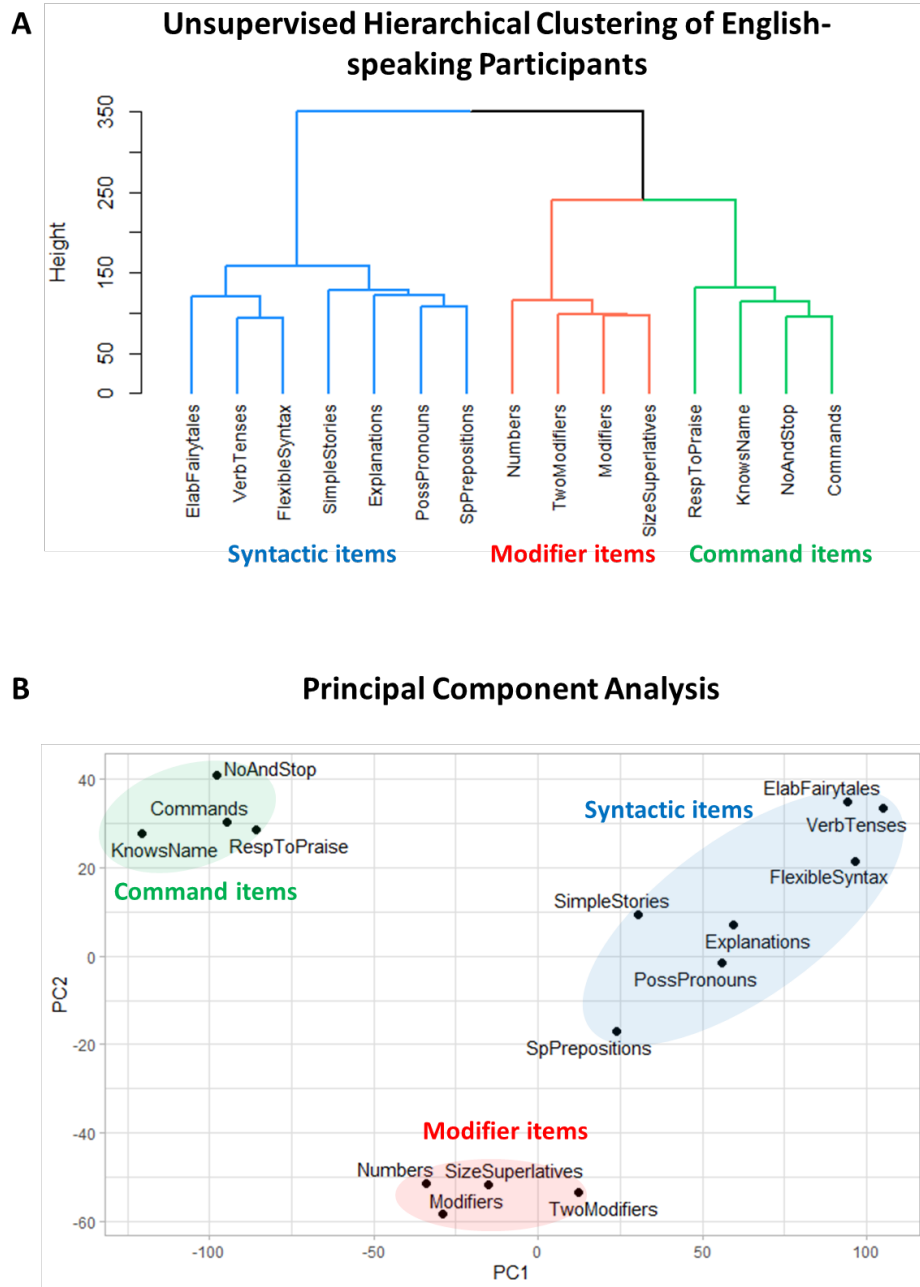 A
Unsupervised Hierarchical Clustering of English-
speaking Participants
Height
350
250
150
50
0
ElabFairytales
VerbTenses
FlexibleSyntax
SimpleStories
Explanations
PossPronouns
SpPrepositions
Numbers
TwoModifiers
Modifiers
SizeSuperlatives
RespToPraise
KnowsName
NoAndStop
Commands
Syntactic items
Modifier items
Command items
B
Principal Component Analysis
PC2
40
20
0
-20
-40
-60
NoAndStop
Commands
KnowsName
RespToPraise
Command items
Syntactic items
ElabFairytales
VerbTenses
FlexibleSyntax
SimpleStories
Explanations
PossPronouns
SpPrepositions
Modifier items
Numbers
SizeSuperlatives
Modifiers
TwoModifiers
-100
-50
0
50
100
PC1